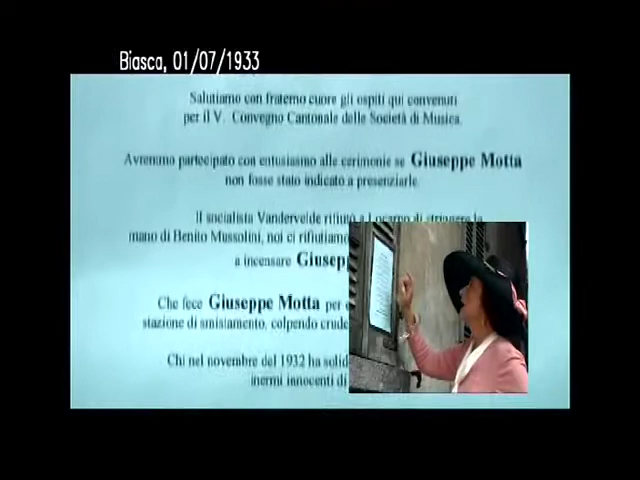 Biasca, 01/07/1933
Salutiamo con fraterno cuore gli ospiti qui convenuti
per il V. Convegno Cantonale delle Società di Musica.
Avremmo partecipato con entusiasmo alle cerimonie se Giuseppe Motta
non fosse stato indicato a presenziarle.
Il socialista Vandervelde rifiutò a Locarno di stringere la
mano di Benito Mussolini, noi ci rifiutiamo
a incensare
Che fece Giuseppe Motta per
stazione di smistamento, colpendo
Chi nel novembre del 1932 ha
inermi innocenti di